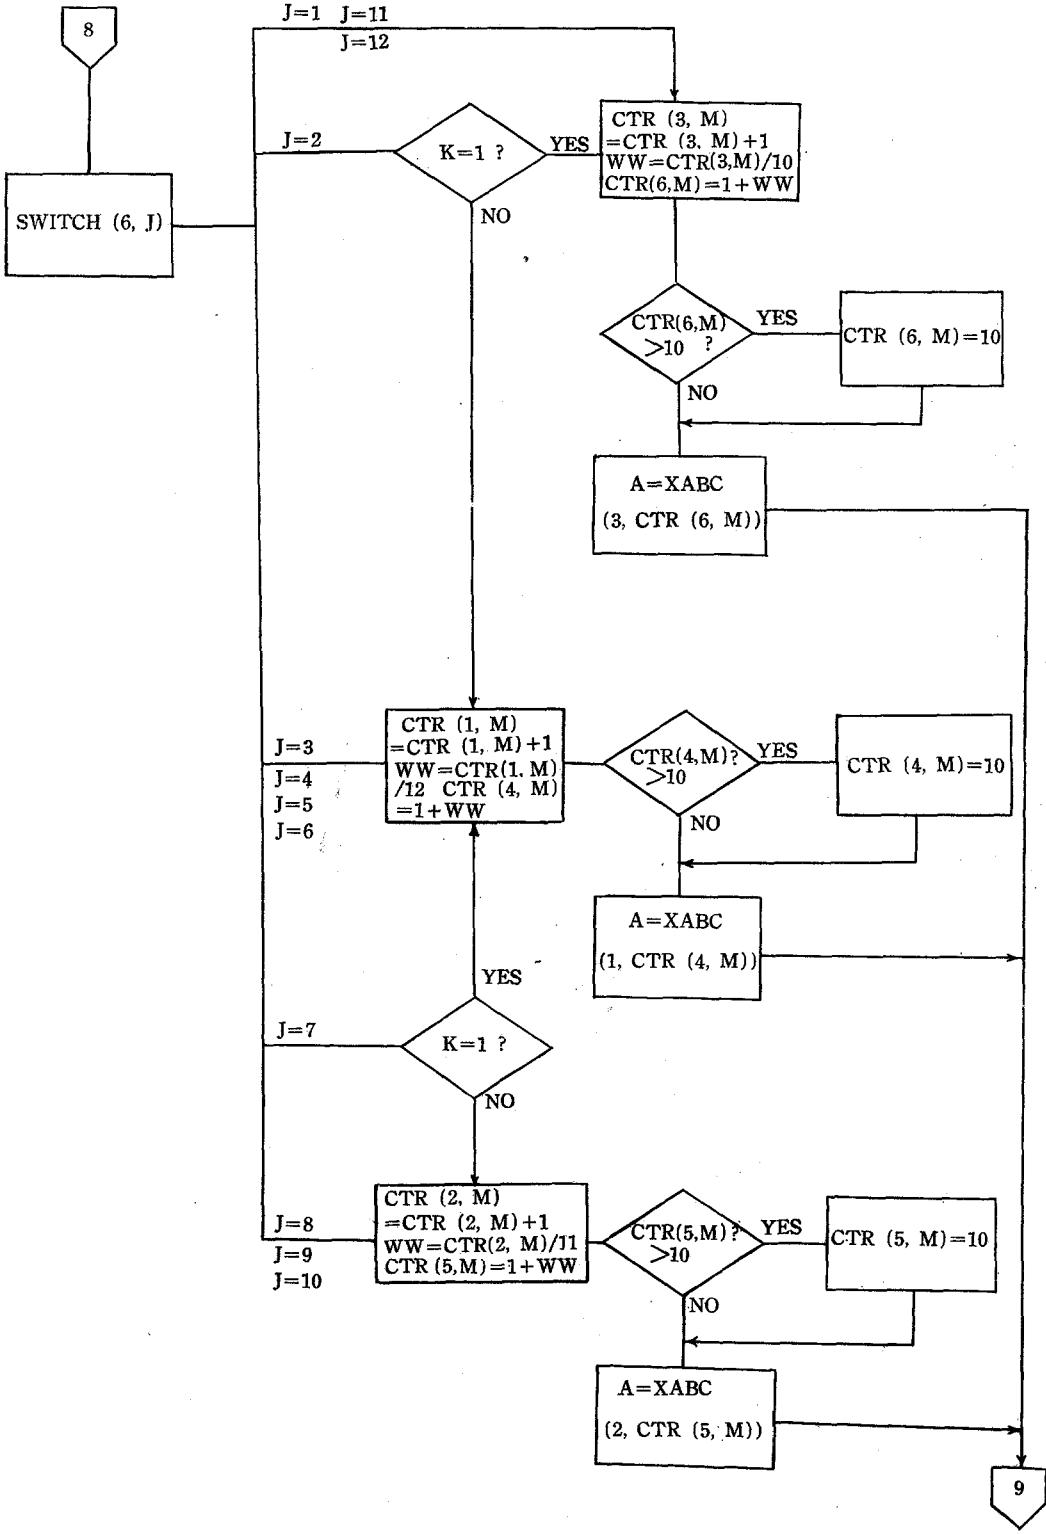 8
J=1 J=11
J=12
SWITCH (6, J)
J=2
K=1 ?
YES
NO
CTR (3, M)
=CTR (3, M)+1
WW=CTR(3,M)/10
CTR(6,M)=1+WW
CTR(6,M)
>10 ?
YES
CTR (6, M)=10
NO
A=XABC
(3, CTR (6, M))
J=3
J=4
J=5
J=6
CTR (1, M)
=CTR (1, M)+1
WW=CTR(1, M)
/12 CTR (4, M)
=1+WW
CTR(4,M)?
>10
YES
CTR (4, M)=10
NO
A=XABC
(1, CTR (4, M))
YES
J=7
K=1 ?
NO
J=8
J=9
J=10
CTR (2, M)
=CTR (2, M)+1
WW=CTR(2, M)/11
CTR (5,M)=1+WW
CTR(5,M)?
>10
YES
CTR (5, M)=10
NO
A=XABC
(2, CTR (5, M))
9